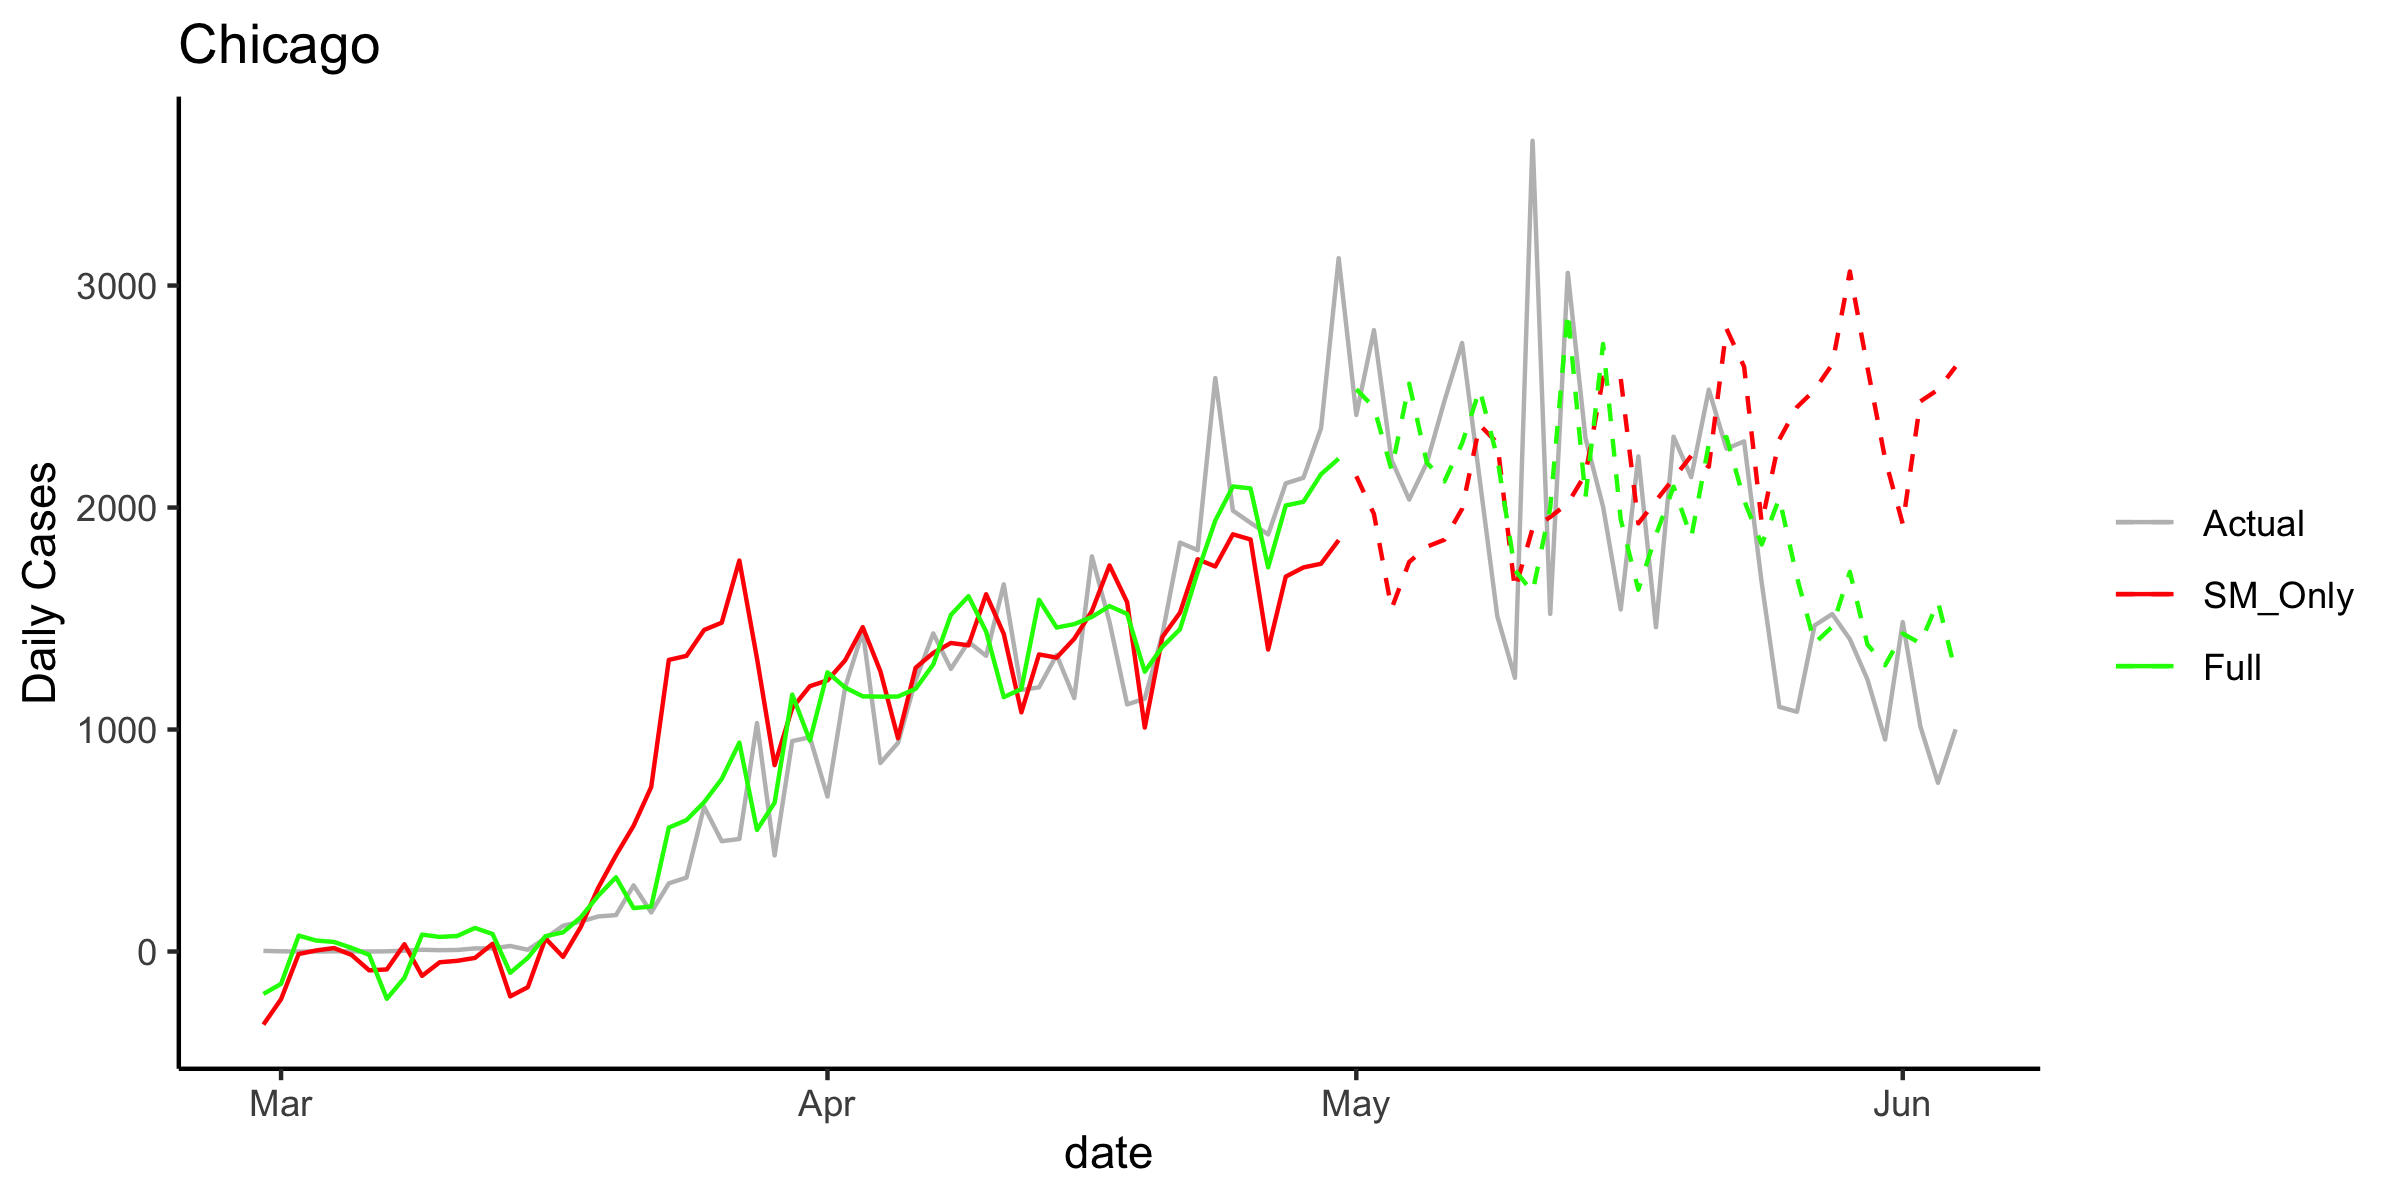 Chicago
Daily Cases
3000
2000
1000
0
Mar
Apr
May
Jun
date
Actual
SM_Only
Full